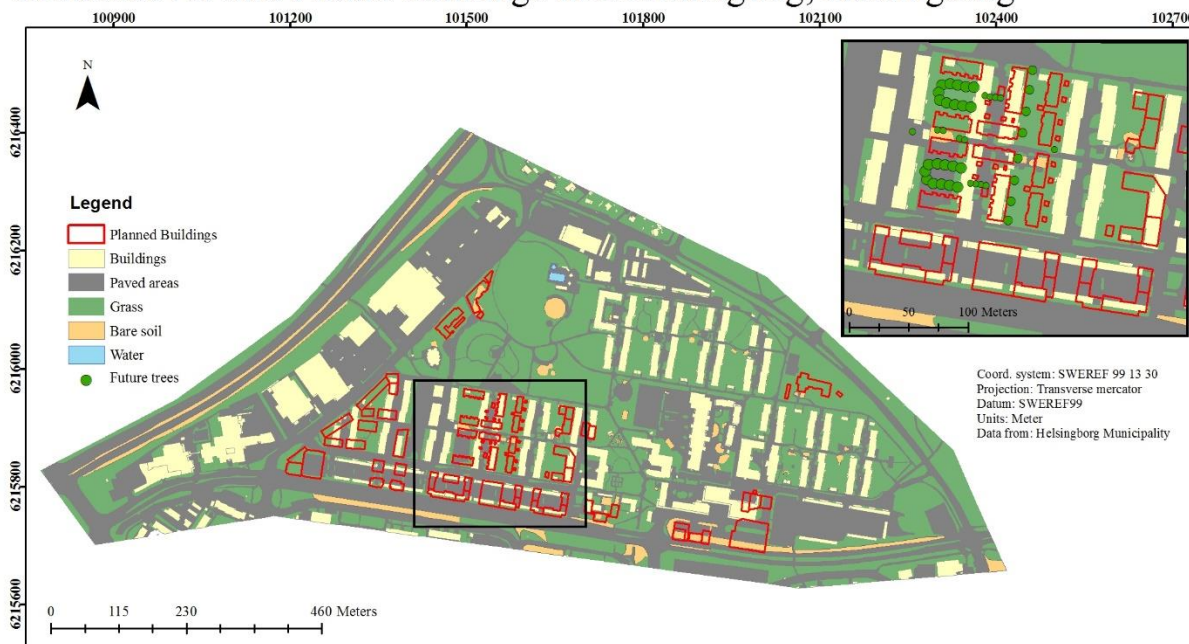 100900 101200 101500 101800 102100 102400
N
6216400
6216200
6216000
6215800
6215600
Legend
Planned Buildings
Buildings
Paved areas
Grass
Bare soil
Water
Future trees
0 50 100 Meters
Coord. system: SWEREF 99 13 30
Projection: Transverse mercator
Datum: SWEREF99
Units: Meter
Data from: Helsingborg Municipality
0 115 230 460 Meters